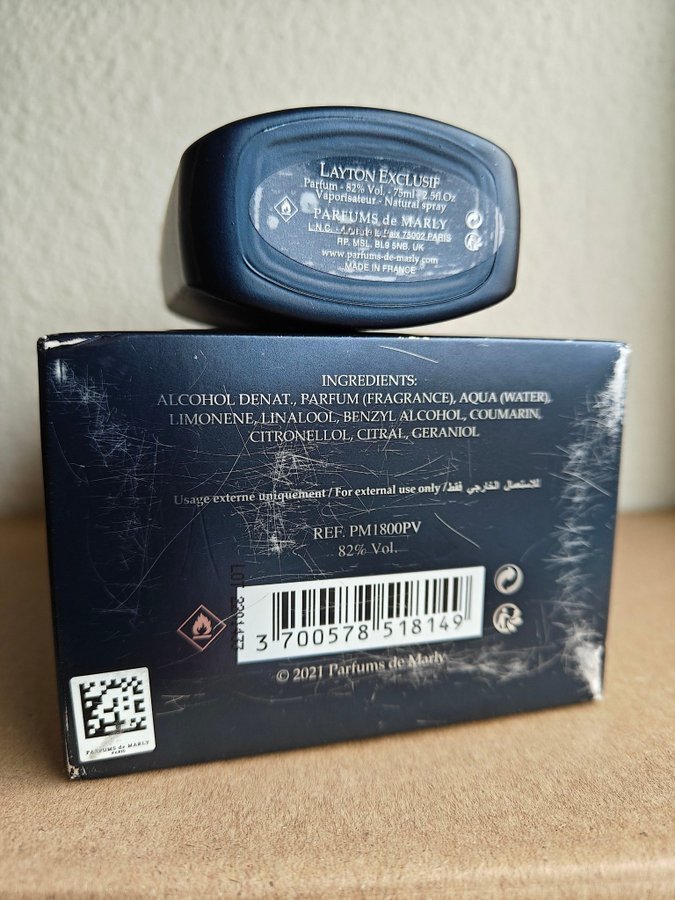 LAYTON EXCLUSIF
Parfum - 82% Vol. - 75ml - 2.5fl.Oz
Vaporisateur - Natural spray
PARFUMS de MARLY
L.N.C. - Paix 75002 PARIS
RP. MSL. BL9 5NB. UK
www.parfums-de-marly.com
MADE IN FRANCE
INGREDIENTS:
ALCOHOL DENAT., PARFUM (FRAGRANCE), AQUA (WATER),
LIMONENE, LINALOOL, BENZYL ALCOHOL, COUMARIN,
CITRONELLOL, CITRAL, GERANIOL
Usage externe uniquement / For external use only / للاستعمال الخارجي فقط
REF. PM1800PV
82% Vol.
LOT
3 700578 518149
© 2021 Parfums de Marly
PARFUMS de MARLY
PARIS